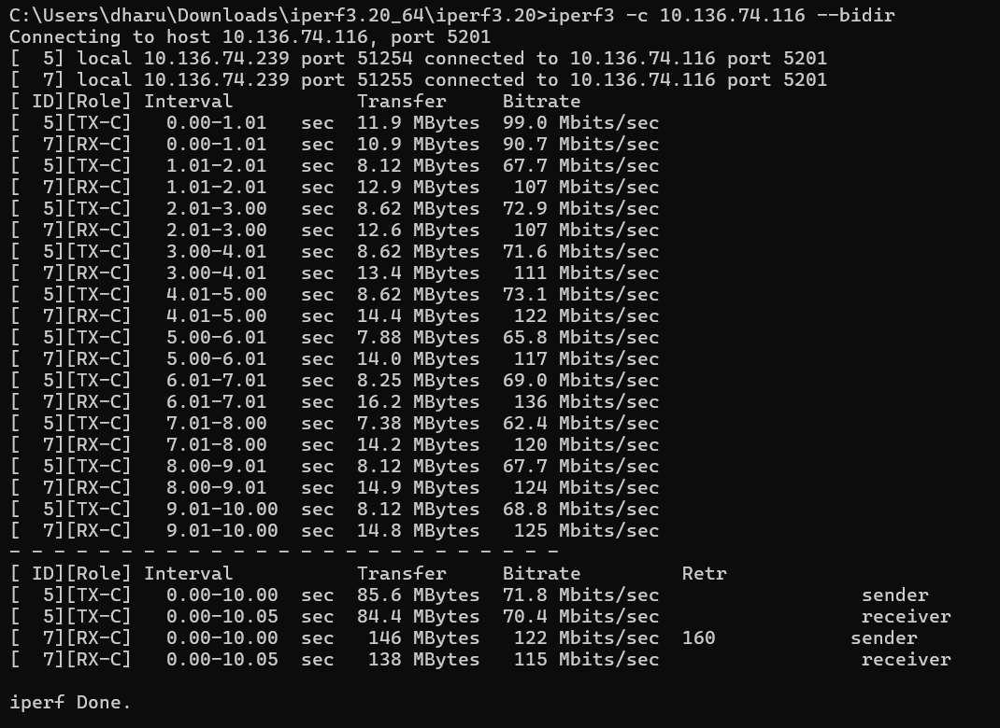 C:\Users\dharu\Downloads\iperf3.20_64\iperf3.20>iperf3 -c 10.136.74.116 --bidir
Connecting to host 10.136.74.116, port 5201
[  5] local 10.136.74.239 port 51254 connected to 10.136.74.116 port 5201
[  7] local 10.136.74.239 port 51255 connected to 10.136.74.116 port 5201
[ ID][Role] Interval           Transfer     Bitrate
[  5][TX-C]   0.00-1.01   sec  11.9 MBytes  99.0 Mbits/sec
[  7][RX-C]   0.00-1.01   sec  10.9 MBytes  90.7 Mbits/sec
[  5][TX-C]   1.01-2.01   sec  8.12 MBytes  67.7 Mbits/sec
[  7][RX-C]   1.01-2.01   sec  12.9 MBytes   107 Mbits/sec
[  5][TX-C]   2.01-3.00   sec  8.62 MBytes  72.9 Mbits/sec
[  7][RX-C]   2.01-3.00   sec  12.6 MBytes   107 Mbits/sec
[  5][TX-C]   3.00-4.01   sec  8.62 MBytes  71.6 Mbits/sec
[  7][RX-C]   3.00-4.01   sec  13.4 MBytes   111 Mbits/sec
[  5][TX-C]   4.01-5.00   sec  8.62 MBytes  73.1 Mbits/sec
[  7][RX-C]   4.01-5.00   sec  14.4 MBytes   122 Mbits/sec
[  5][TX-C]   5.00-6.01   sec  7.88 MBytes  65.8 Mbits/sec
[  7][RX-C]   5.00-6.01   sec  14.0 MBytes   117 Mbits/sec
[  5][TX-C]   6.01-7.01   sec  8.25 MBytes  69.0 Mbits/sec
[  7][RX-C]   6.01-7.01   sec  16.2 MBytes   136 Mbits/sec
[  5][TX-C]   7.01-8.00   sec  7.38 MBytes  62.4 Mbits/sec
[  7][RX-C]   7.01-8.00   sec  14.2 MBytes   120 Mbits/sec
[  5][TX-C]   8.00-9.01   sec  8.12 MBytes  67.7 Mbits/sec
[  7][RX-C]   8.00-9.01   sec  14.9 MBytes   124 Mbits/sec
[  5][TX-C]   9.01-10.00  sec  8.12 MBytes  68.8 Mbits/sec
[  7][RX-C]   9.01-10.00  sec  14.8 MBytes   125 Mbits/sec
- - - - - - - - - - - - - - - - - - - - - - - - -
[ ID][Role] Interval           Transfer     Bitrate         Retr
[  5][TX-C]   0.00-10.00  sec  85.6 MBytes  71.8 Mbits/sec                  sender
[  5][TX-C]   0.00-10.05  sec  84.4 MBytes  70.4 Mbits/sec                  receiver
[  7][RX-C]   0.00-10.00  sec   146 MBytes   122 Mbits/sec  160            sender
[  7][RX-C]   0.00-10.05  sec   138 MBytes   115 Mbits/sec                  receiver
iperf Done.